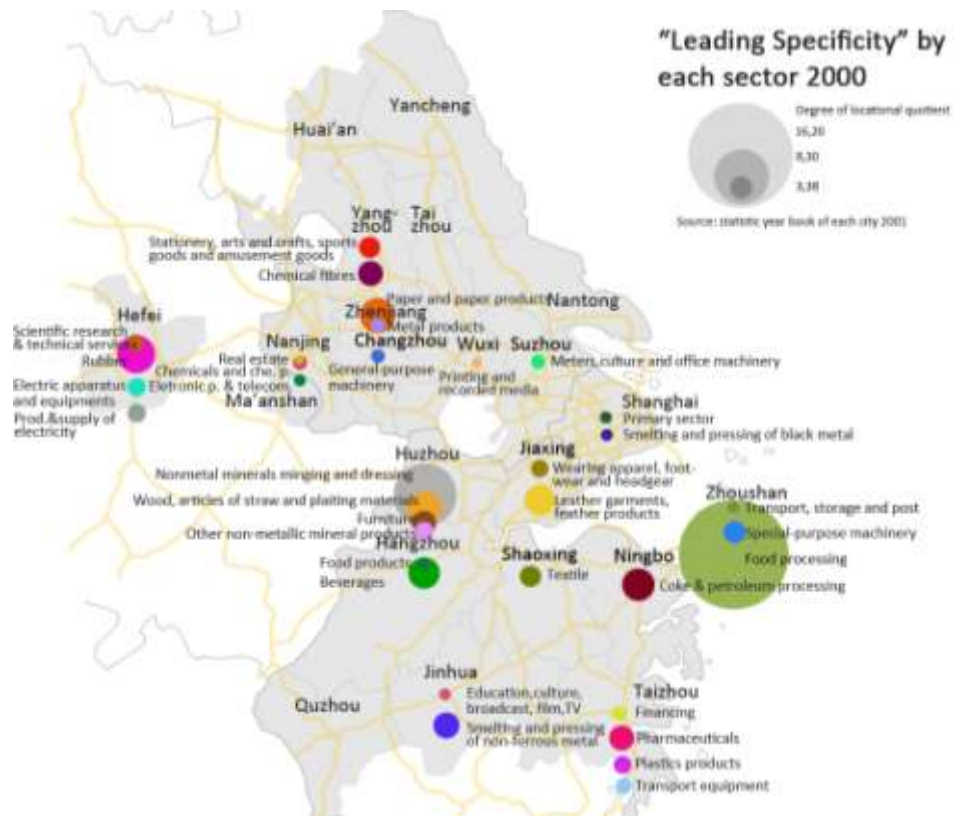 “Leading Specificity” by
each sector 2000
Degree of locational quotient
16,26
8,30
3,38
Source: statistic year book of each city 2001
Yancheng
Huai’an
Yang-
zhou
Tai
zhou
Stationery, arts and crafts, sports
goods and amusement goods
Chemical fibres
Paper and paper products
Nantong
Zhenjiang
Metal products
Hefei
Scientific research
& technical services
Rubber
Electric apparatus
and equipments
Prod.&supply of
electricity
Nanjing
Real estate
Chemicals and che. p.
Eletronic p. & telecom
Ma’anshan
Changzhou
General-purpose
machinery
Wuxi
Printing and
recorded media
Suzhou
Meters,culture and office machinery
Shanghai
Primary sector
Smelting and pressing of black metal
Huzhou
Nonmetal minerals minging and dressing
Wood, articles of straw and plaiting materials
Furniture
Other non-metallic mineral products
Jiaxing
Wearing apparel, foot-
wear and headgear
Leather garments,
feather products
Zhoushan
Transport, storage and post
Special-purpose machinery
Food processing
Hangzhou
Food products
Beverages
Shaoxing
Textile
Ningbo
Coke & petroleum processing
Jinhua
Education,culture,
broadcast, film,TV
Smelting and pressing
of non-ferrous metal
Quzhou
Taizhou
Financing
Pharmaceuticals
Plastics products
Transport equipment